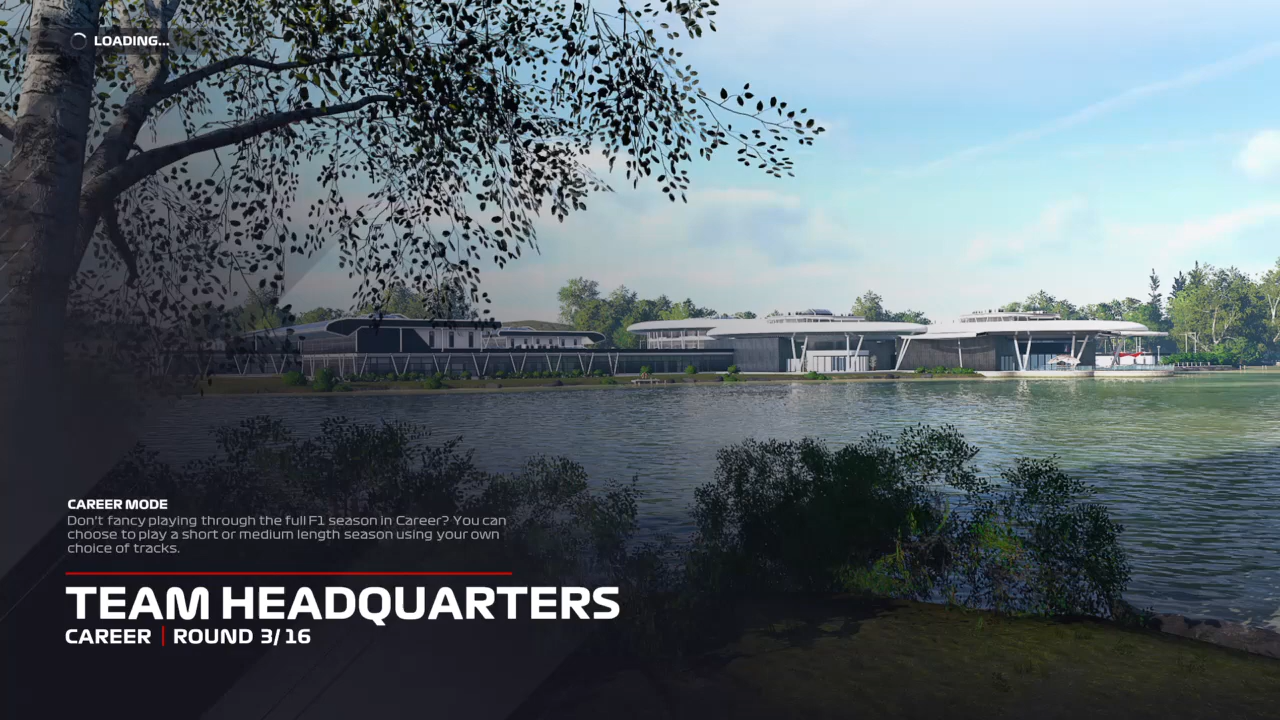 LOADING...
CAREER MODE
Don't fancy playing through the full F1 season in Career? You can
choose to play a short or medium length season using your own
choice of tracks.
TEAM HEADQUARTERS
CAREER | ROUND 3/16